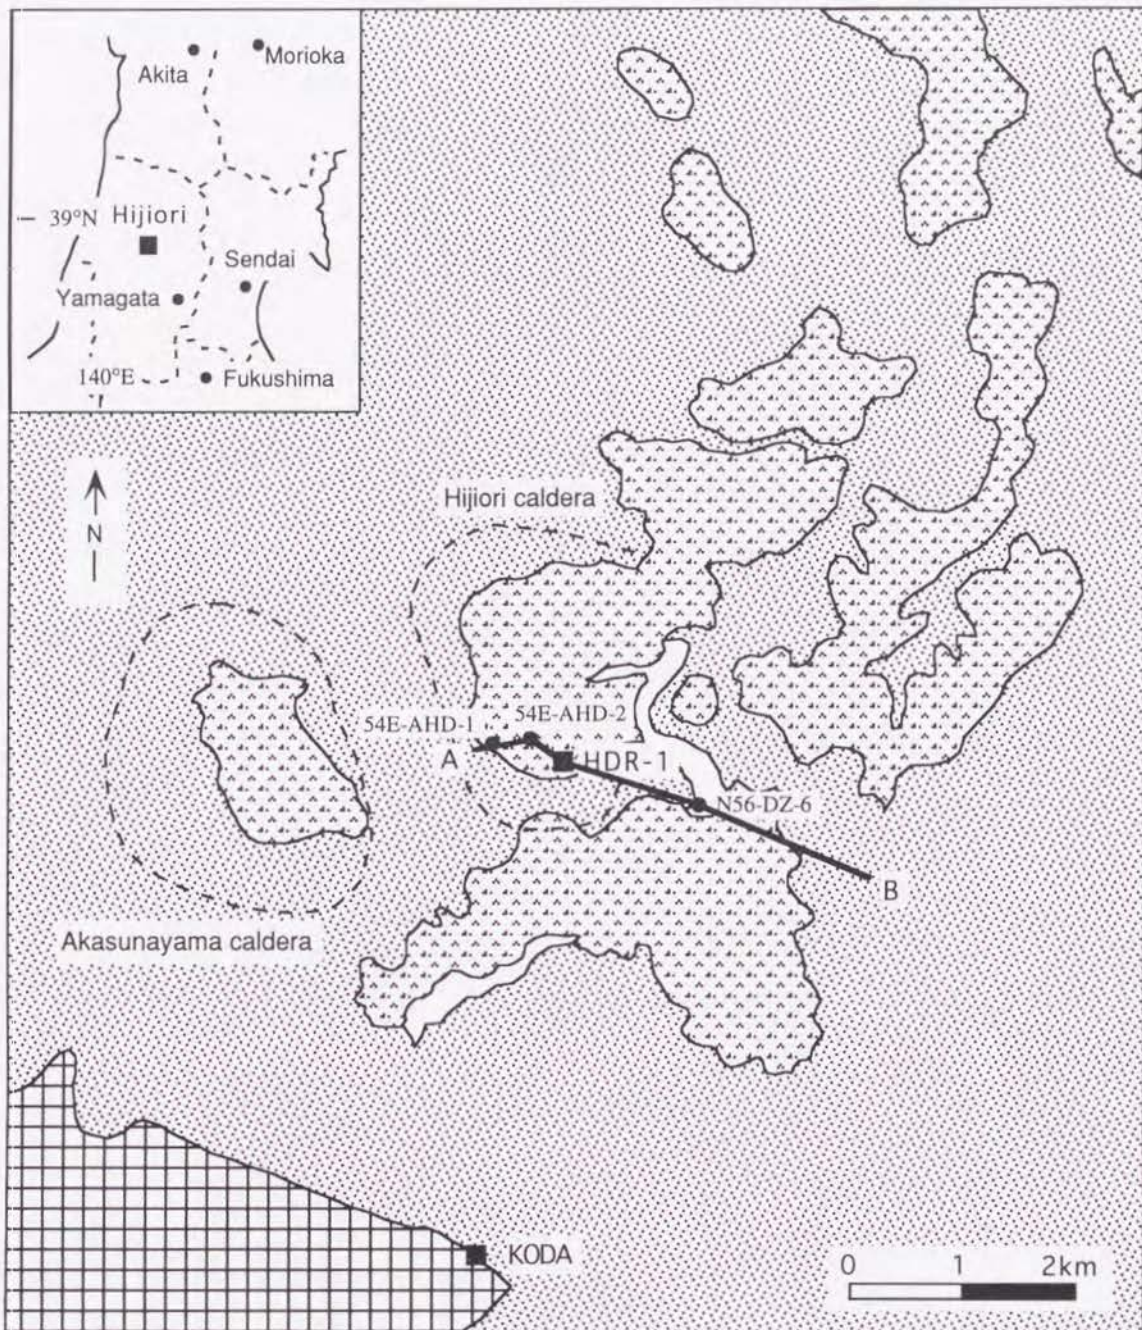 Akita
Morioka
39°N
Hijiori
Sendai
Yamagata
140°E
Fukushima
N
Hijiori caldera
54E-AHD-1
54E-AHD-2
A
HDR-1
N56-DZ-6
B
Akasunayama caldera
KODA
0 1 2km